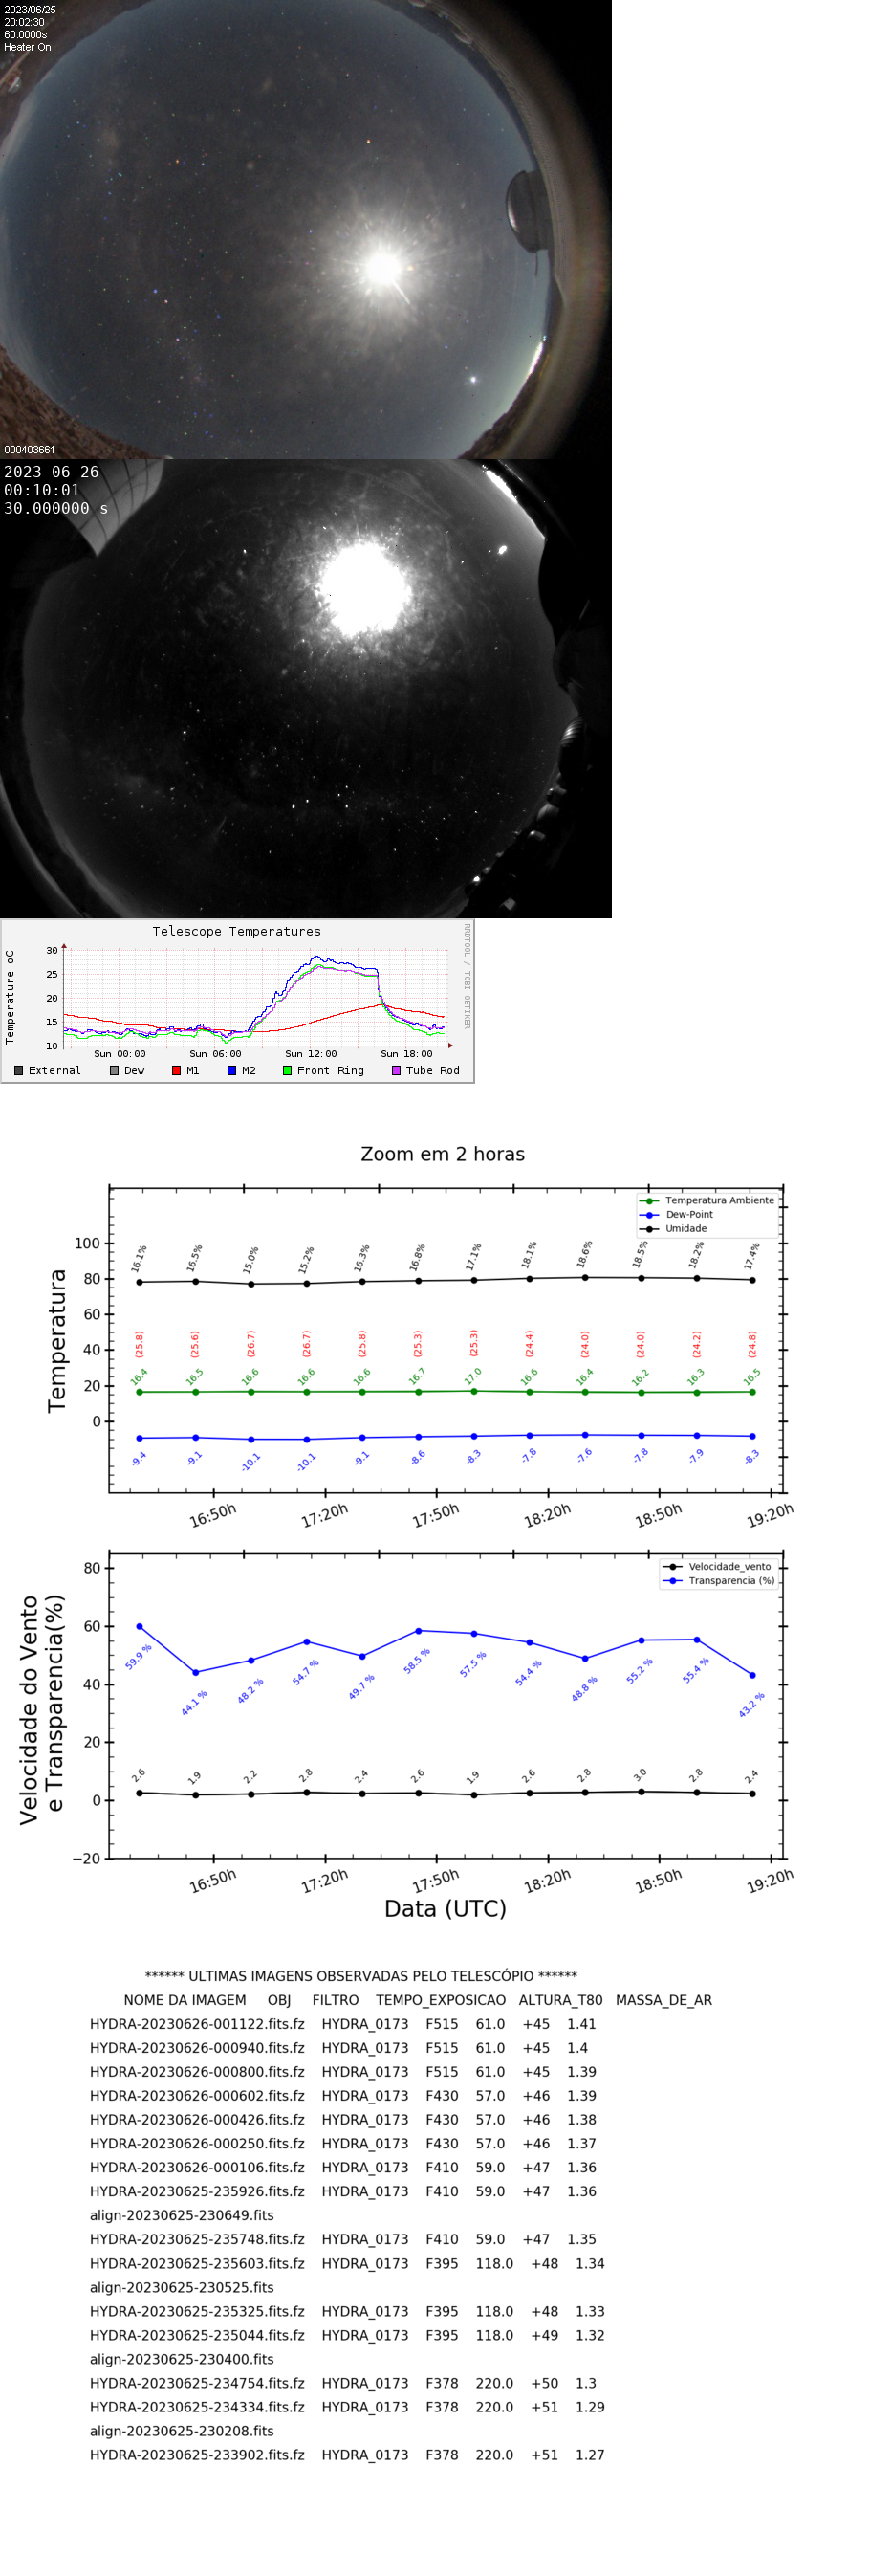 2023/06/25
20:02:30
60.0000s
Heater On
000403661
2023-06-26
00:10:01
30.000000 s
Telescope Temperatures
RRDTOOL / TOBI OETIKER
Temperature oC
30
25
20
15
10
Sun 00:00 Sun 06:00 Sun 12:00 Sun 18:00
External Dew M1 M2 Front Ring Tube Rod
Zoom em 2 horas
Temperatura
Temperatura Ambiente
Dew-Point
Umidade
100
80
60
40
20
0
16.1% 16.5% 15.0% 15.2% 16.3% 16.8% 17.1% 18.1% 18.6% 18.5% 18.2% 17.4%
(25.8) (25.6) (26.7) (26.7) (25.8) (25.3) (25.3) (24.4) (24.0) (24.0) (24.2) (24.8)
16.4 16.5 16.6 16.6 16.6 16.7 17.0 16.6 16.4 16.2 16.3 16.5
-9.4 -9.1 -10.1 -10.1 -9.1 -8.6 -8.3 -7.8 -7.6 -7.8 -7.9 -8.3
16:50h 17:20h 17:50h 18:20h 18:50h 19:20h
Velocidade do Vento
e Transparencia(%)
Velocidade_vento
Transparencia (%)
80
60
40
20
0
−20
59.9 % 44.1 % 48.2 % 54.7 % 49.7 % 58.5 % 57.5 % 54.4 % 48.8 % 55.2 % 55.4 % 43.2 %
2.6 1.9 2.2 2.8 2.4 2.6 1.9 2.6 2.8 3.0 2.8 2.4
16:50h 17:20h 17:50h 18:20h 18:50h 19:20h
Data (UTC)
****** ULTIMAS IMAGENS OBSERVADAS PELO TELESCÓPIO ******
NOME DA IMAGEM OBJ FILTRO TEMPO_EXPOSICAO ALTURA_T80 MASSA_DE_AR
HYDRA-20230626-001122.fits.fz HYDRA_0173 F515 61.0 +45 1.41
HYDRA-20230626-000940.fits.fz HYDRA_0173 F515 61.0 +45 1.4
HYDRA-20230626-000800.fits.fz HYDRA_0173 F515 61.0 +45 1.39
HYDRA-20230626-000602.fits.fz HYDRA_0173 F430 57.0 +46 1.39
HYDRA-20230626-000426.fits.fz HYDRA_0173 F430 57.0 +46 1.38
HYDRA-20230626-000250.fits.fz HYDRA_0173 F430 57.0 +46 1.37
HYDRA-20230626-000106.fits.fz HYDRA_0173 F410 59.0 +47 1.36
HYDRA-20230625-235926.fits.fz HYDRA_0173 F410 59.0 +47 1.36
align-20230625-230649.fits
HYDRA-20230625-235748.fits.fz HYDRA_0173 F410 59.0 +47 1.35
HYDRA-20230625-235603.fits.fz HYDRA_0173 F395 118.0 +48 1.34
align-20230625-230525.fits
HYDRA-20230625-235325.fits.fz HYDRA_0173 F395 118.0 +48 1.33
HYDRA-20230625-235044.fits.fz HYDRA_0173 F395 118.0 +49 1.32
align-20230625-230400.fits
HYDRA-20230625-234754.fits.fz HYDRA_0173 F378 220.0 +50 1.3
HYDRA-20230625-234334.fits.fz HYDRA_0173 F378 220.0 +51 1.29
align-20230625-230208.fits
HYDRA-20230625-233902.fits.fz HYDRA_0173 F378 220.0 +51 1.27